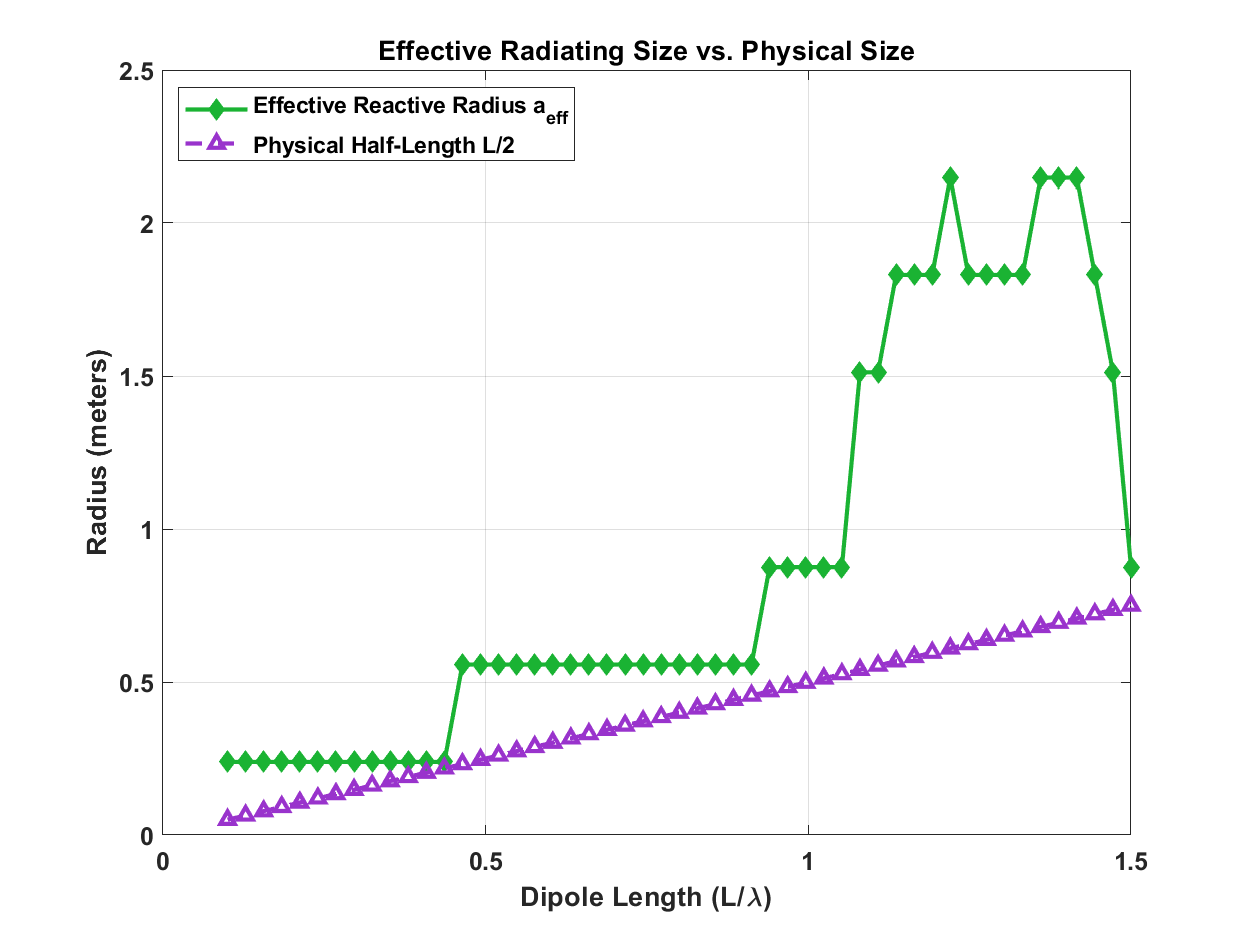 Effective Radiating Size vs. Physical Size
2.5
Effective Reactive Radius a_eff
Physical Half-Length L/2
2
1.5
1
0.5
0
Radius (meters)
0 0.5 1 1.5
Dipole Length (L/λ)